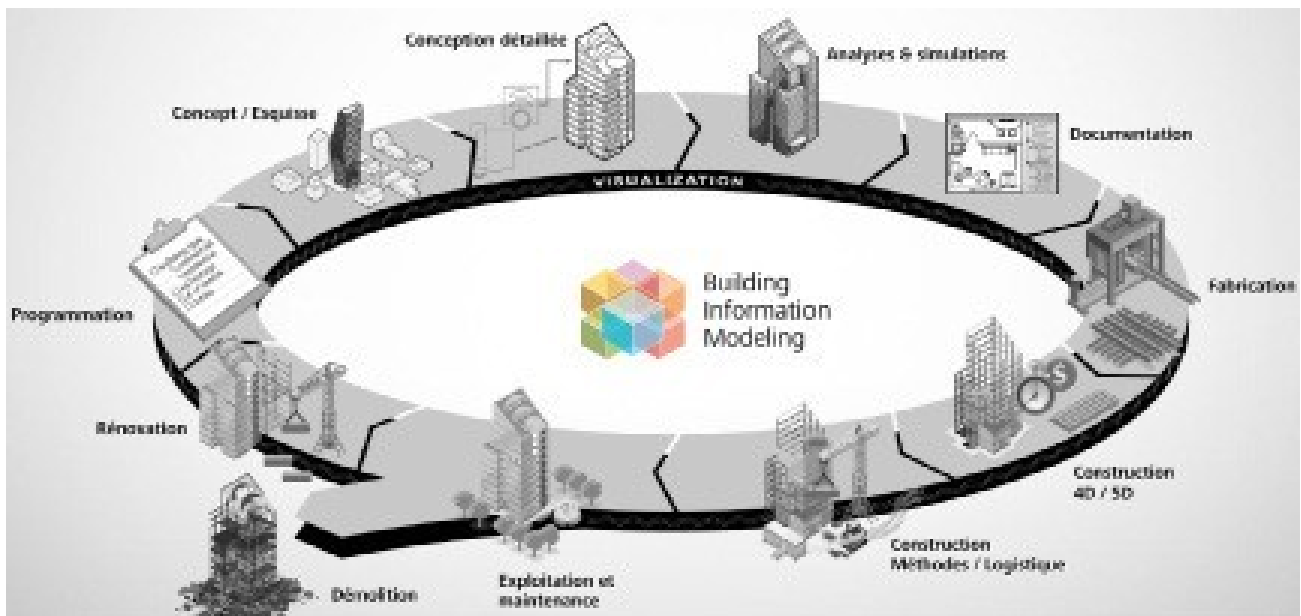 Conception détaillée
Analyses & simulations
Concept / Esquisse
Documentation
VISUALIZATION
Building
Information
Modeling
Programmation
Fabrication
Rénovation
Construction
4D / 5D
Construction
Méthodes / Logistique
Exploitation et
maintenance
Démolition